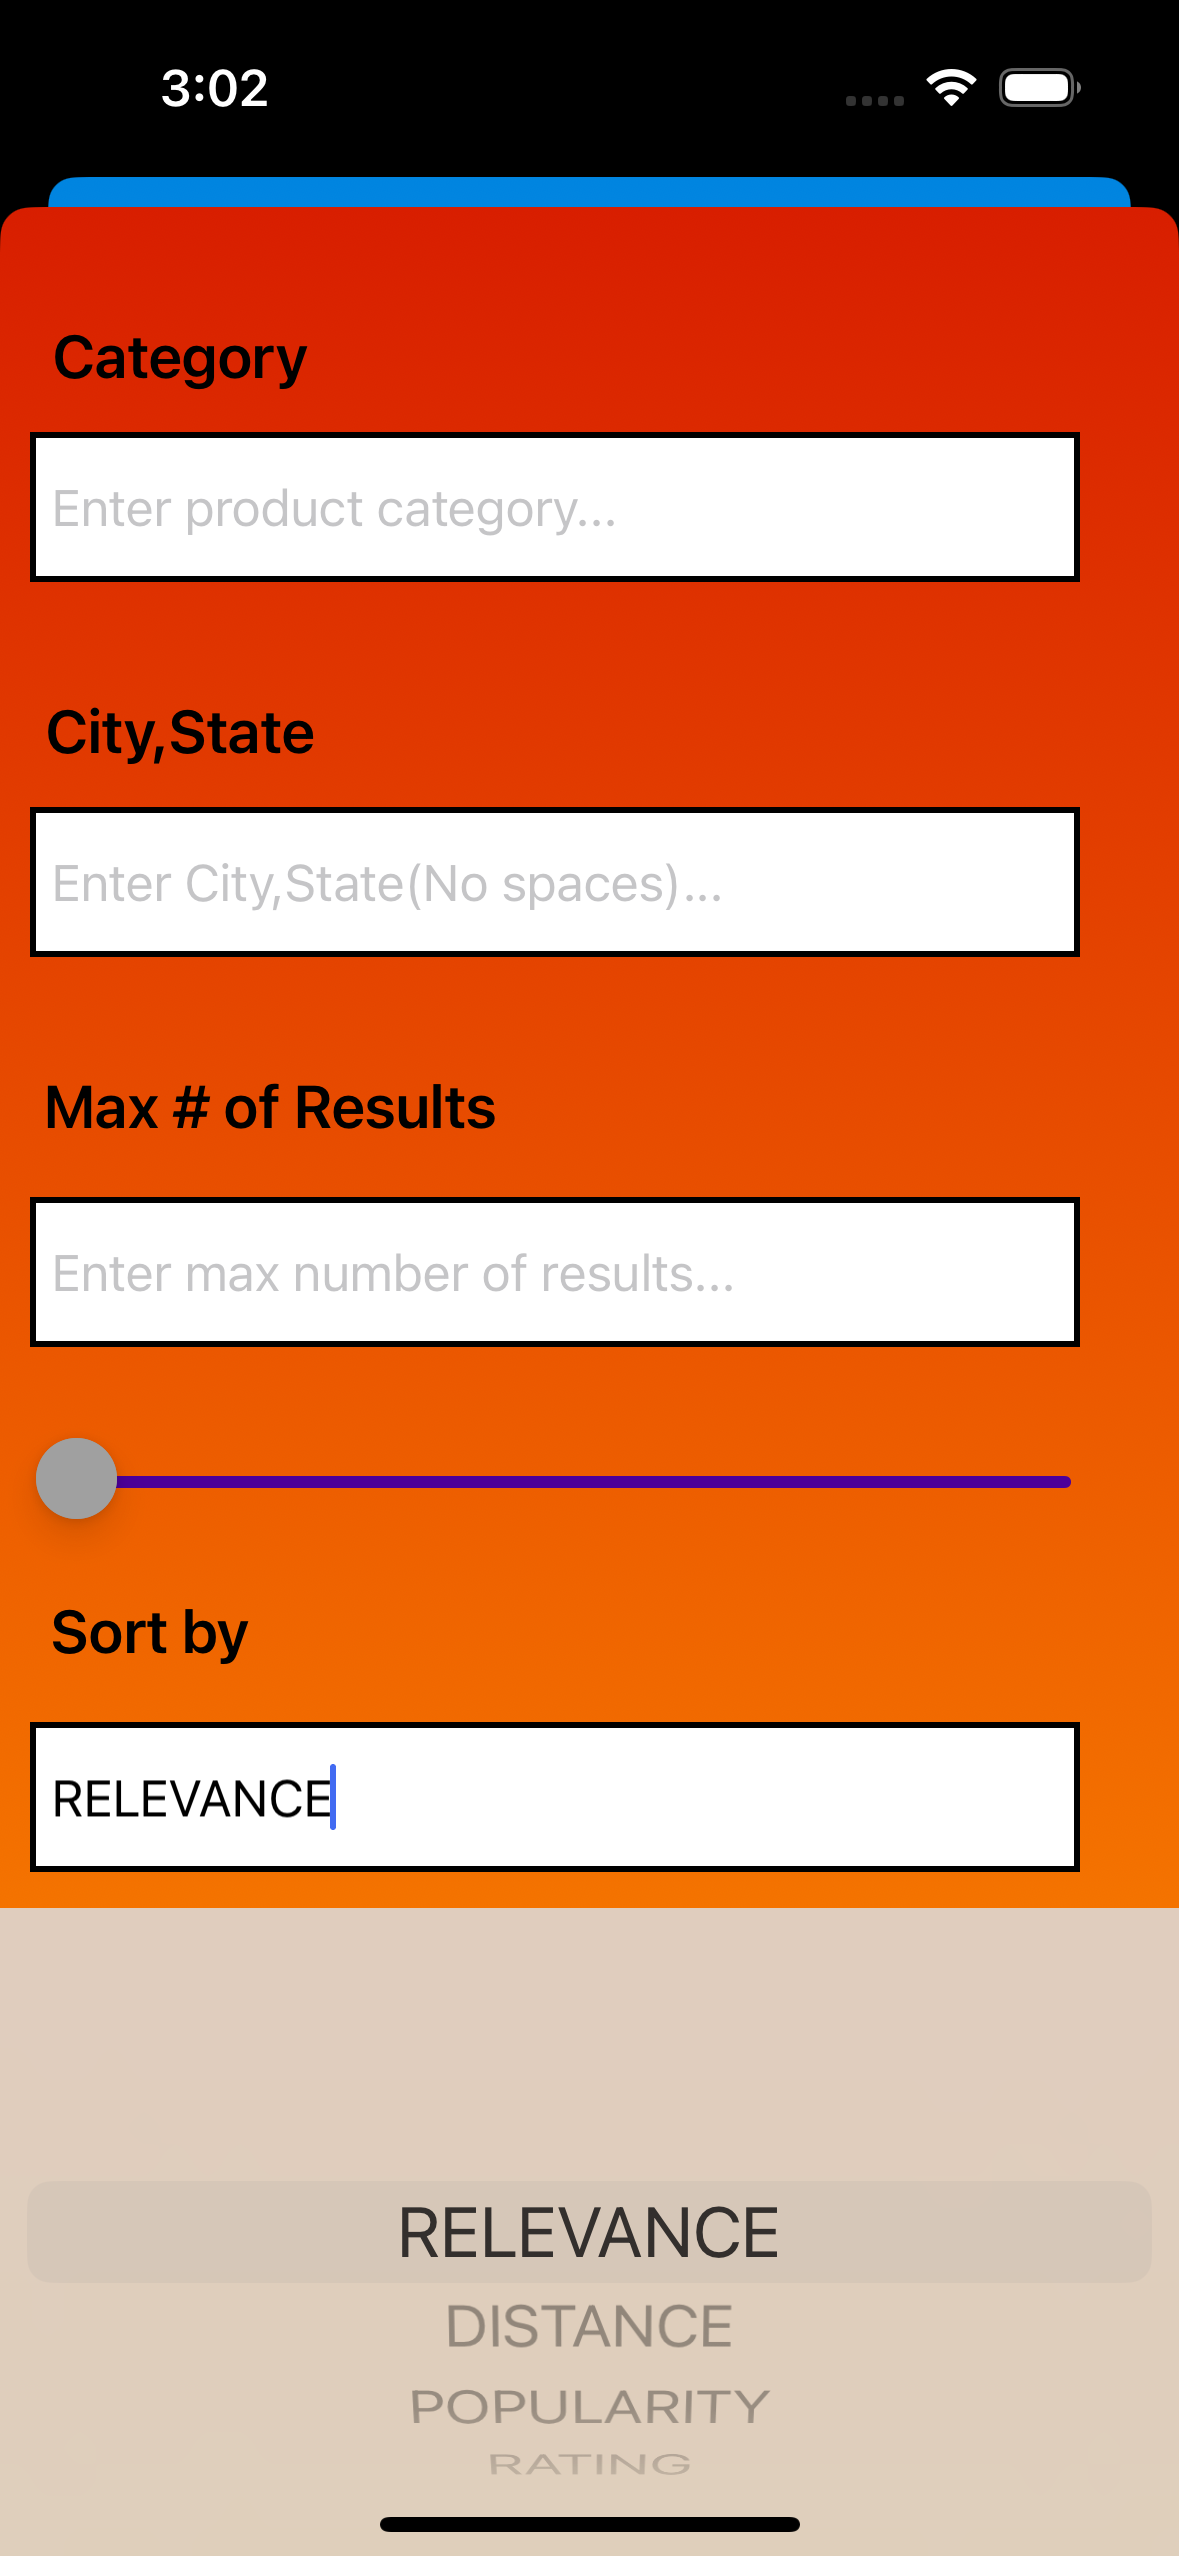 3:02
Category
Enter product category...
City,State
Enter City,State(No spaces)...
Max # of Results
Enter max number of results...
Sort by
RELEVANCE
RELEVANCE
DISTANCE
POPULARITY
RATING